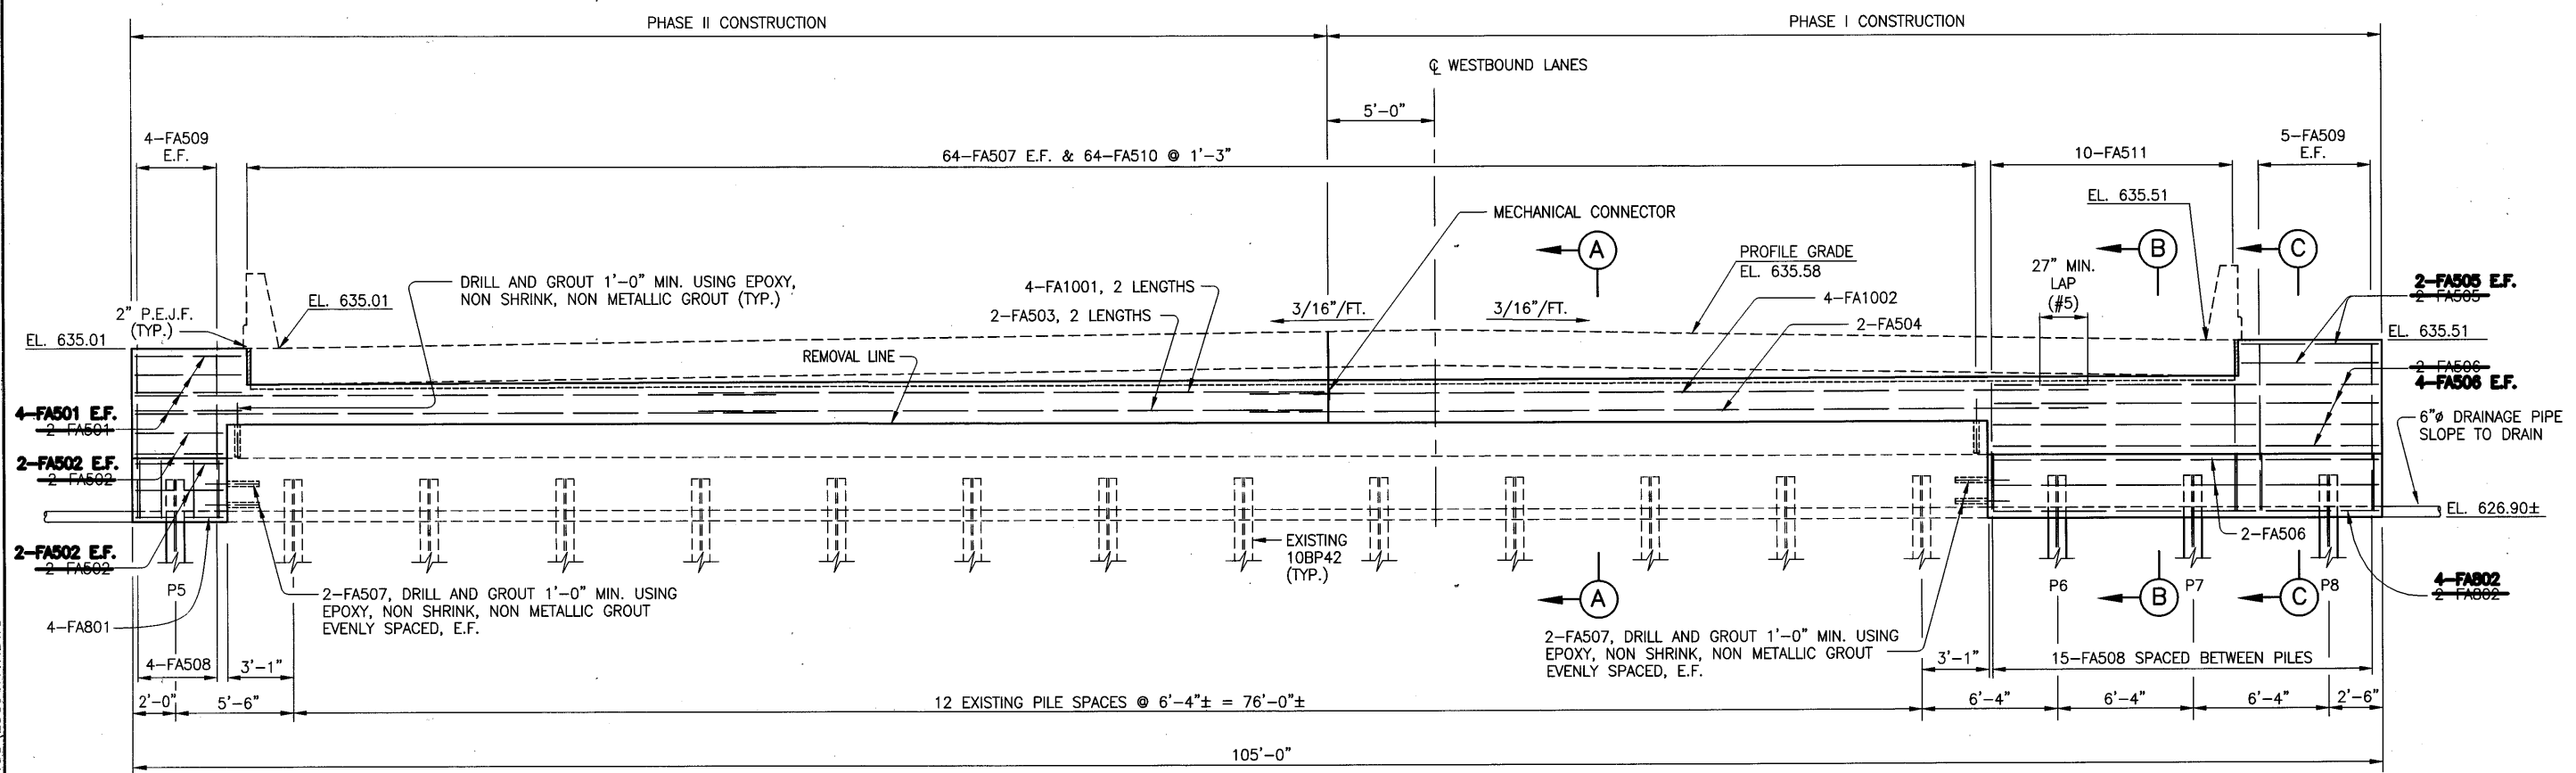 PHASE II CONSTRUCTION
PHASE I CONSTRUCTION
℄ WESTBOUND LANES
5'-0"
4-FA509
E.F.
64-FA507 E.F. & 64-FA510 @ 1'-3"
10-FA511
5-FA509
E.F.
EL. 635.51
MECHANICAL CONNECTOR
A
B
C
PROFILE GRADE
EL. 635.58
27" MIN.
LAP
(#5)
2-FA505 E.F.
2-FA505
DRILL AND GROUT 1'-0" MIN. USING EPOXY,
NON SHRINK, NON METALLIC GROUT (TYP.)
4-FA1001, 2 LENGTHS
2-FA503, 2 LENGTHS
EL. 635.01
2" P.E.J.F.
(TYP.)
3/16"/FT.
3/16"/FT.
4-FA1002
2-FA504
EL. 635.01
EL. 635.51
REMOVAL LINE
2-FA506
4-FA506 E.F.
4-FA501 E.F.
2-FA501
6"ø DRAINAGE PIPE
SLOPE TO DRAIN
2-FA502 E.F.
2-FA502
EL. 626.90±
2-FA506
2-FA502 E.F.
2-FA502
EXISTING
10BP42
(TYP.)
P5
P6
P7
P8
4-FA802
2-FA802
A
B
C
2-FA507, DRILL AND GROUT 1'-0" MIN. USING
EPOXY, NON SHRINK, NON METALLIC GROUT
EVENLY SPACED, E.F.
4-FA801
2-FA507, DRILL AND GROUT 1'-0" MIN. USING
EPOXY, NON SHRINK, NON METALLIC GROUT
EVENLY SPACED, E.F.
4-FA508
3'-1"
3'-1"
15-FA508 SPACED BETWEEN PILES
2'-0"
5'-6"
12 EXISTING PILE SPACES @ 6'-4"± = 76'-0"±
6'-4"
6'-4"
6'-4"
2'-6"
105'-0"